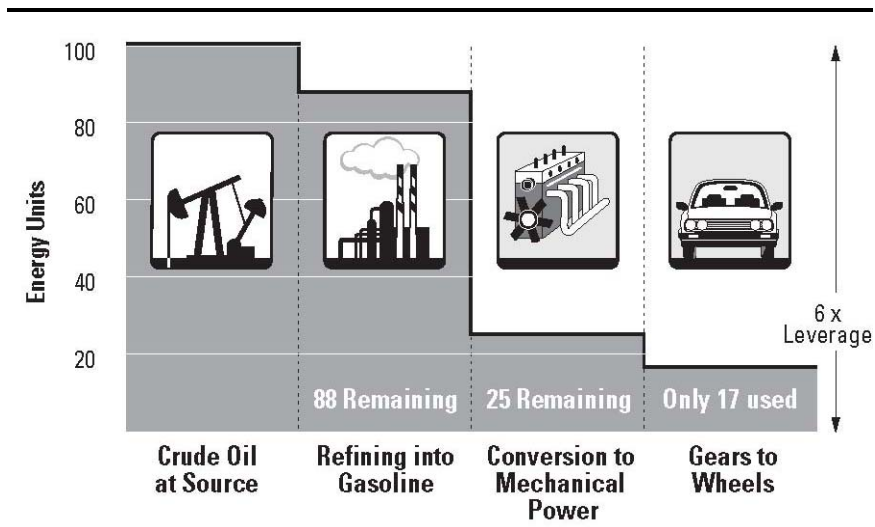 100
80
60
40
20
Energy Units
88 Remaining
25 Remaining
Only 17 used
6 x
Leverage
Crude Oil
at Source
Refining into
Gasoline
Conversion to
Mechanical
Power
Gears to
Wheels